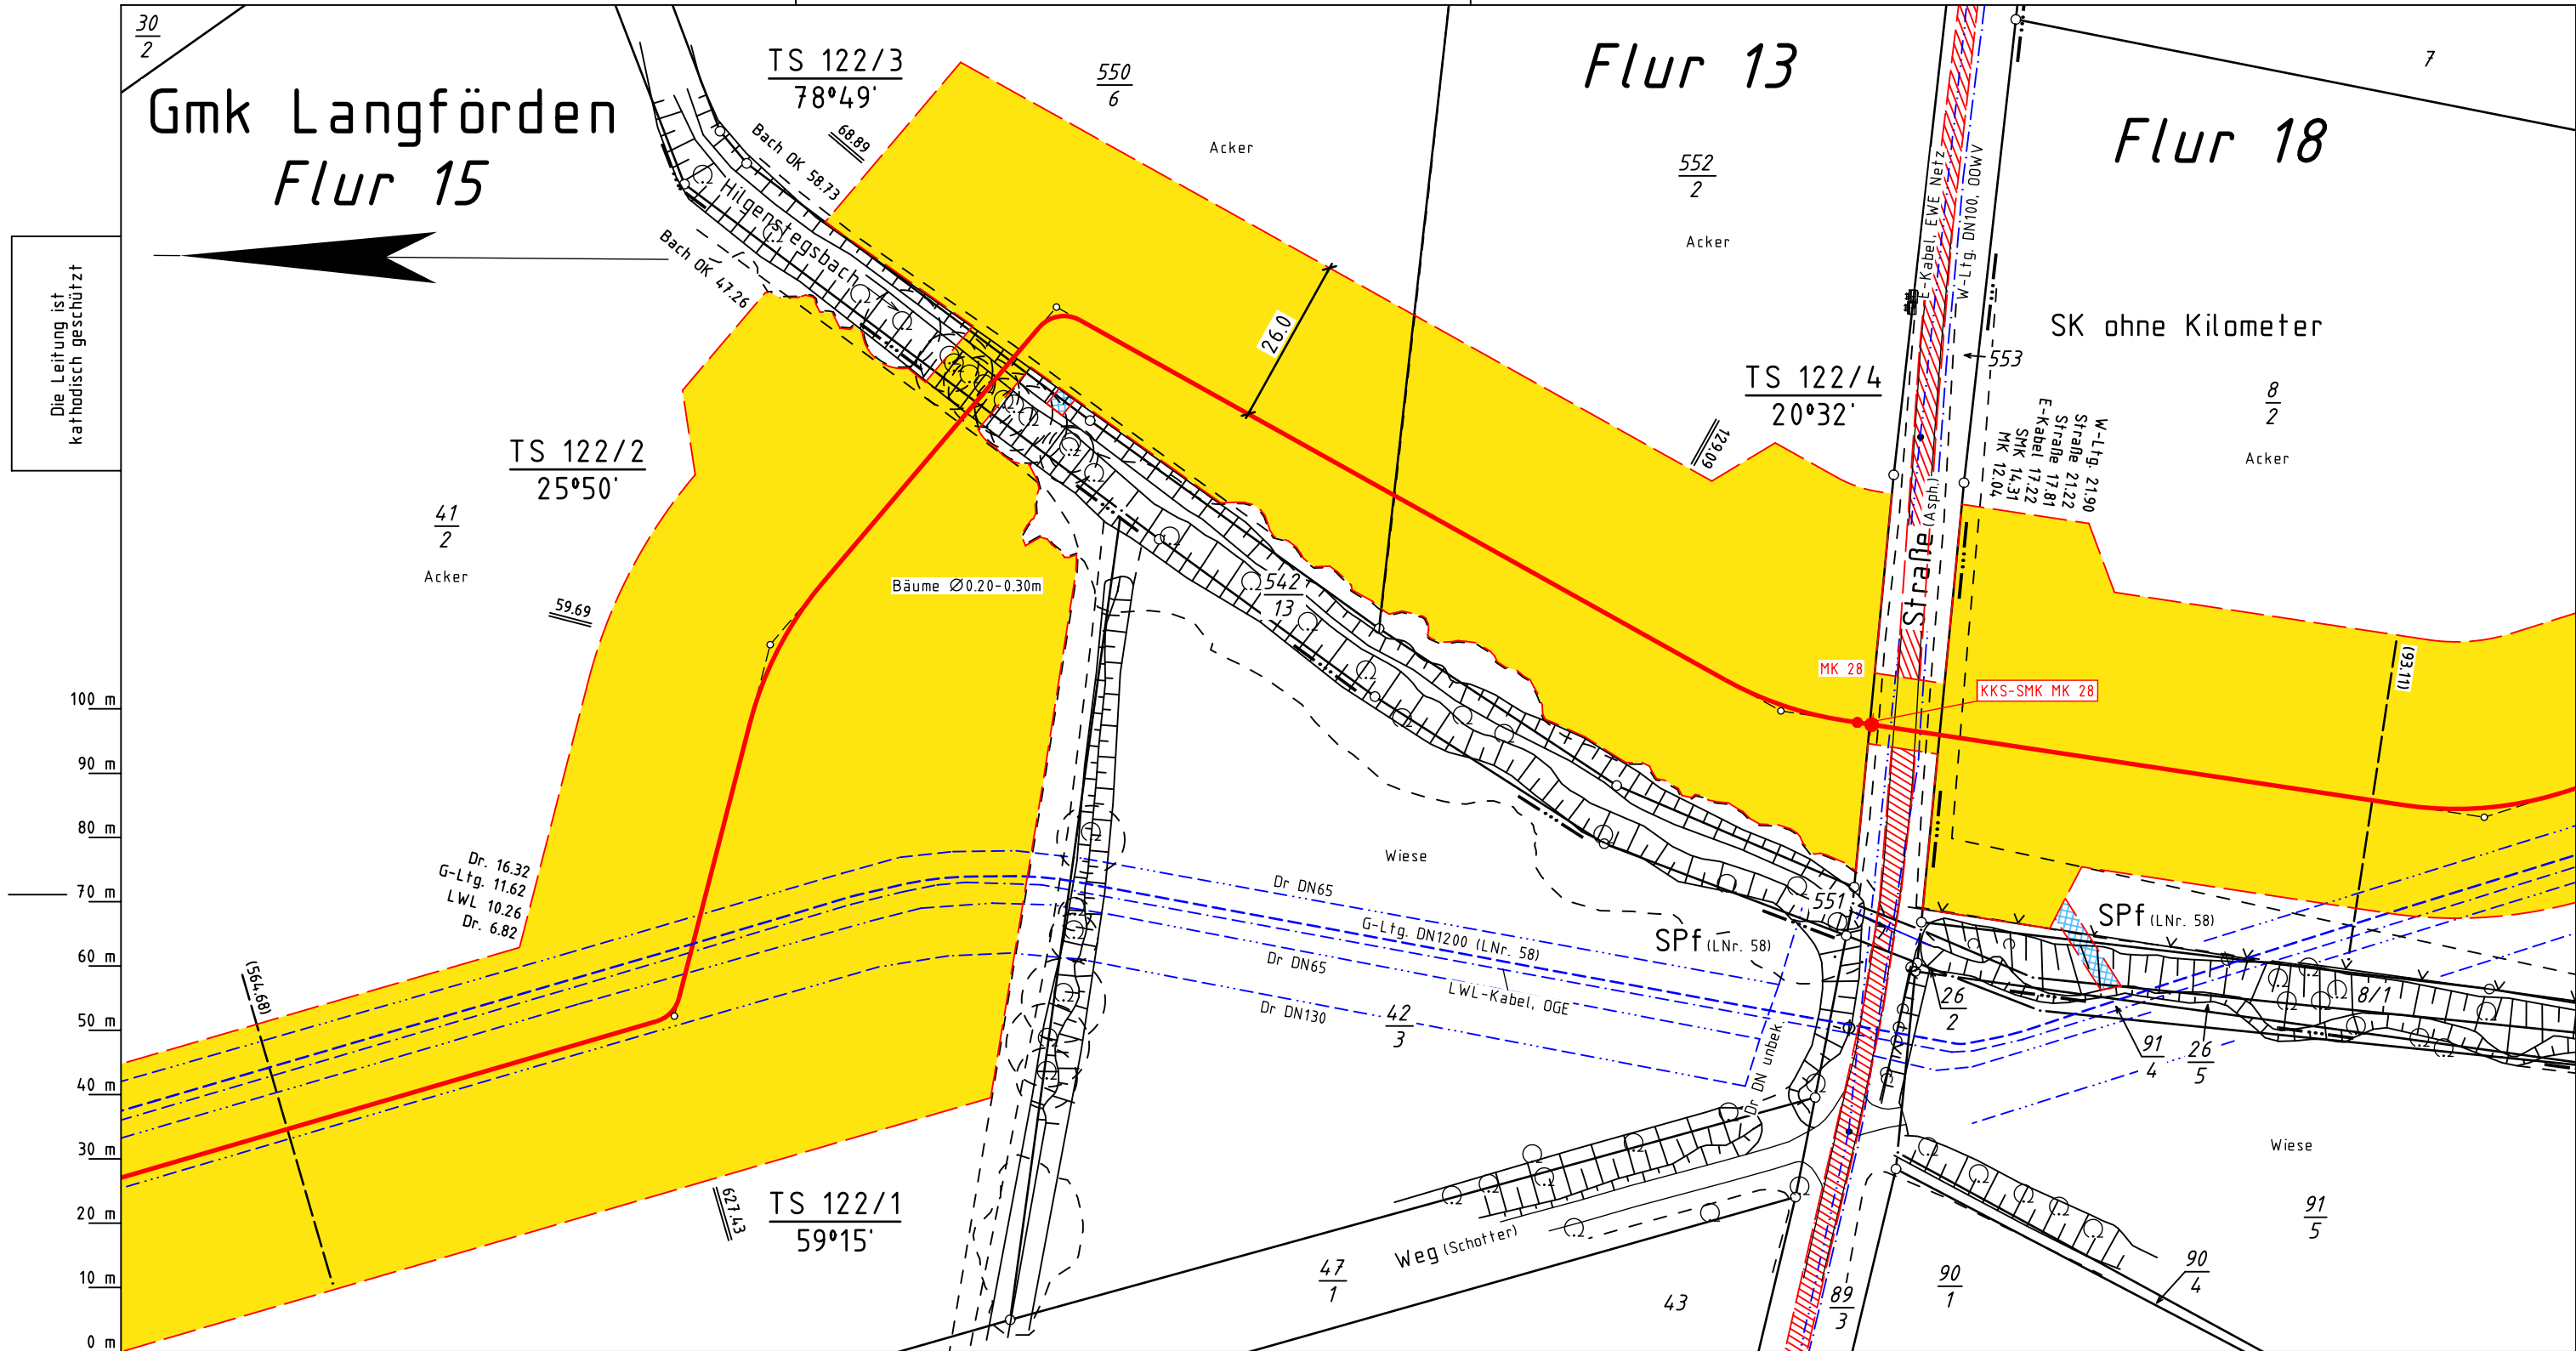 30
2
Gmk Langförden
Flur 15
TS 122/3
78°49'
68.89
550
6
Acker
Flur 13
552
2
Acker
Flur 18
7
Die Leitung ist
kathodisch geschützt
Bach OK 58.73
Hilgenstegsbach
Bach OK 47.26
26.0
E-Kabel, EWE Netz
W-Ltg. DN100, OOWV
553
SK ohne Kilometer
8
2
Acker
TS 122/4
20°32'
129.09
W-Ltg. 21.90
Straße 21.22
Straße 17.81
E-Kabel 17.22
SMK 14.31
MK 12.04
Straße (Asph.)
TS 122/2
25°50'
41
2
Acker
59.69
Bäume Ø0.20-0.30m
542
13
MK 28
KKS-SMK MK 28
(93.11)
100 m
90 m
80 m
70 m
60 m
50 m
40 m
30 m
20 m
10 m
0 m
Dr. 16.32
G-Ltg. 11.62
LWL 10.26
Dr. 6.82
(564.68)
627.43
TS 122/1
59°15'
Wiese
Dr DN65
G-Ltg. DN1200 (LNr. 58)
Dr DN65
LWL-Kabel, OGE
Dr DN130
42
3
SPf (LNr. 58)
551
Dr DN unbek.
SPf (LNr. 58)
8/1
26
2
91
4
26
5
Wiese
91
5
90
4
90
1
89
3
43
47
1
Weg (Schotter)